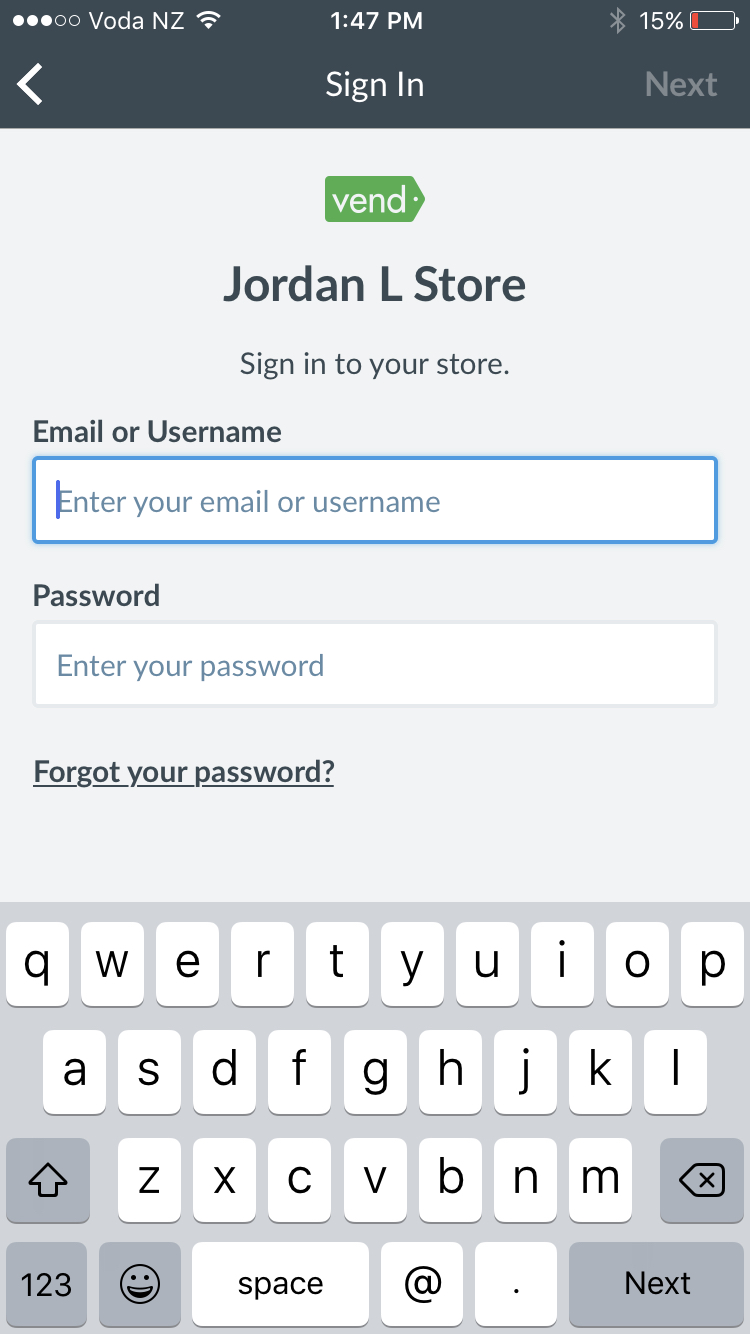 Voda NZ 1:47 PM 15%
Sign In Next
vend
Jordan L Store
Sign in to your store.
Email or Username
Enter your email or username
Password
Enter your password
Forgot your password?
q w e r t y u i o p
a s d f g h j k l
z x c v b n m
123 space @ . Next